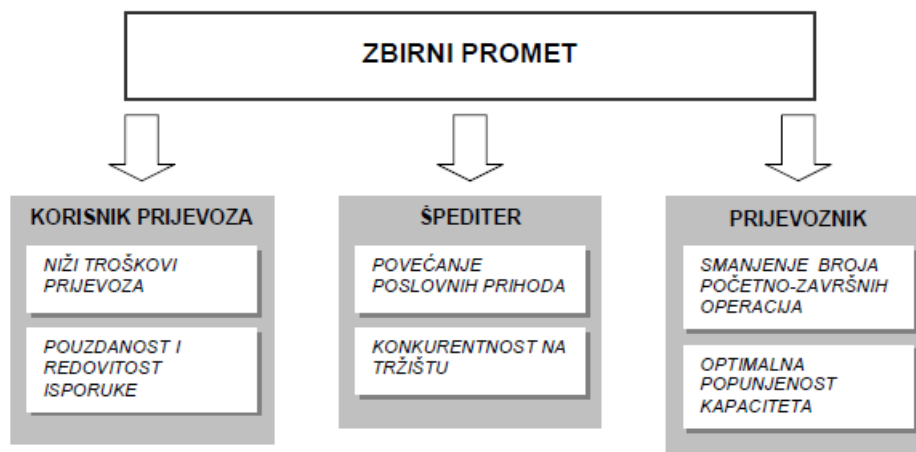 ZBIRNI PROMET
KORISNIK PRIJEVOZA
NIŽI TROŠKOVI
PRIJEVOZA
POUZDANOST I
REDOVITOST
ISPORUKE
ŠPEDITER
POVEĆANJE
POSLOVNIH PRIHODA
KONKURENTNOST NA
TRŽIŠTU
PRIJEVOZNIK
SMANJENJE BROJA
POČETNO-ZAVRŠNIH
OPERACIJA
OPTIMALNA
POPUNJENOST
KAPACITETA